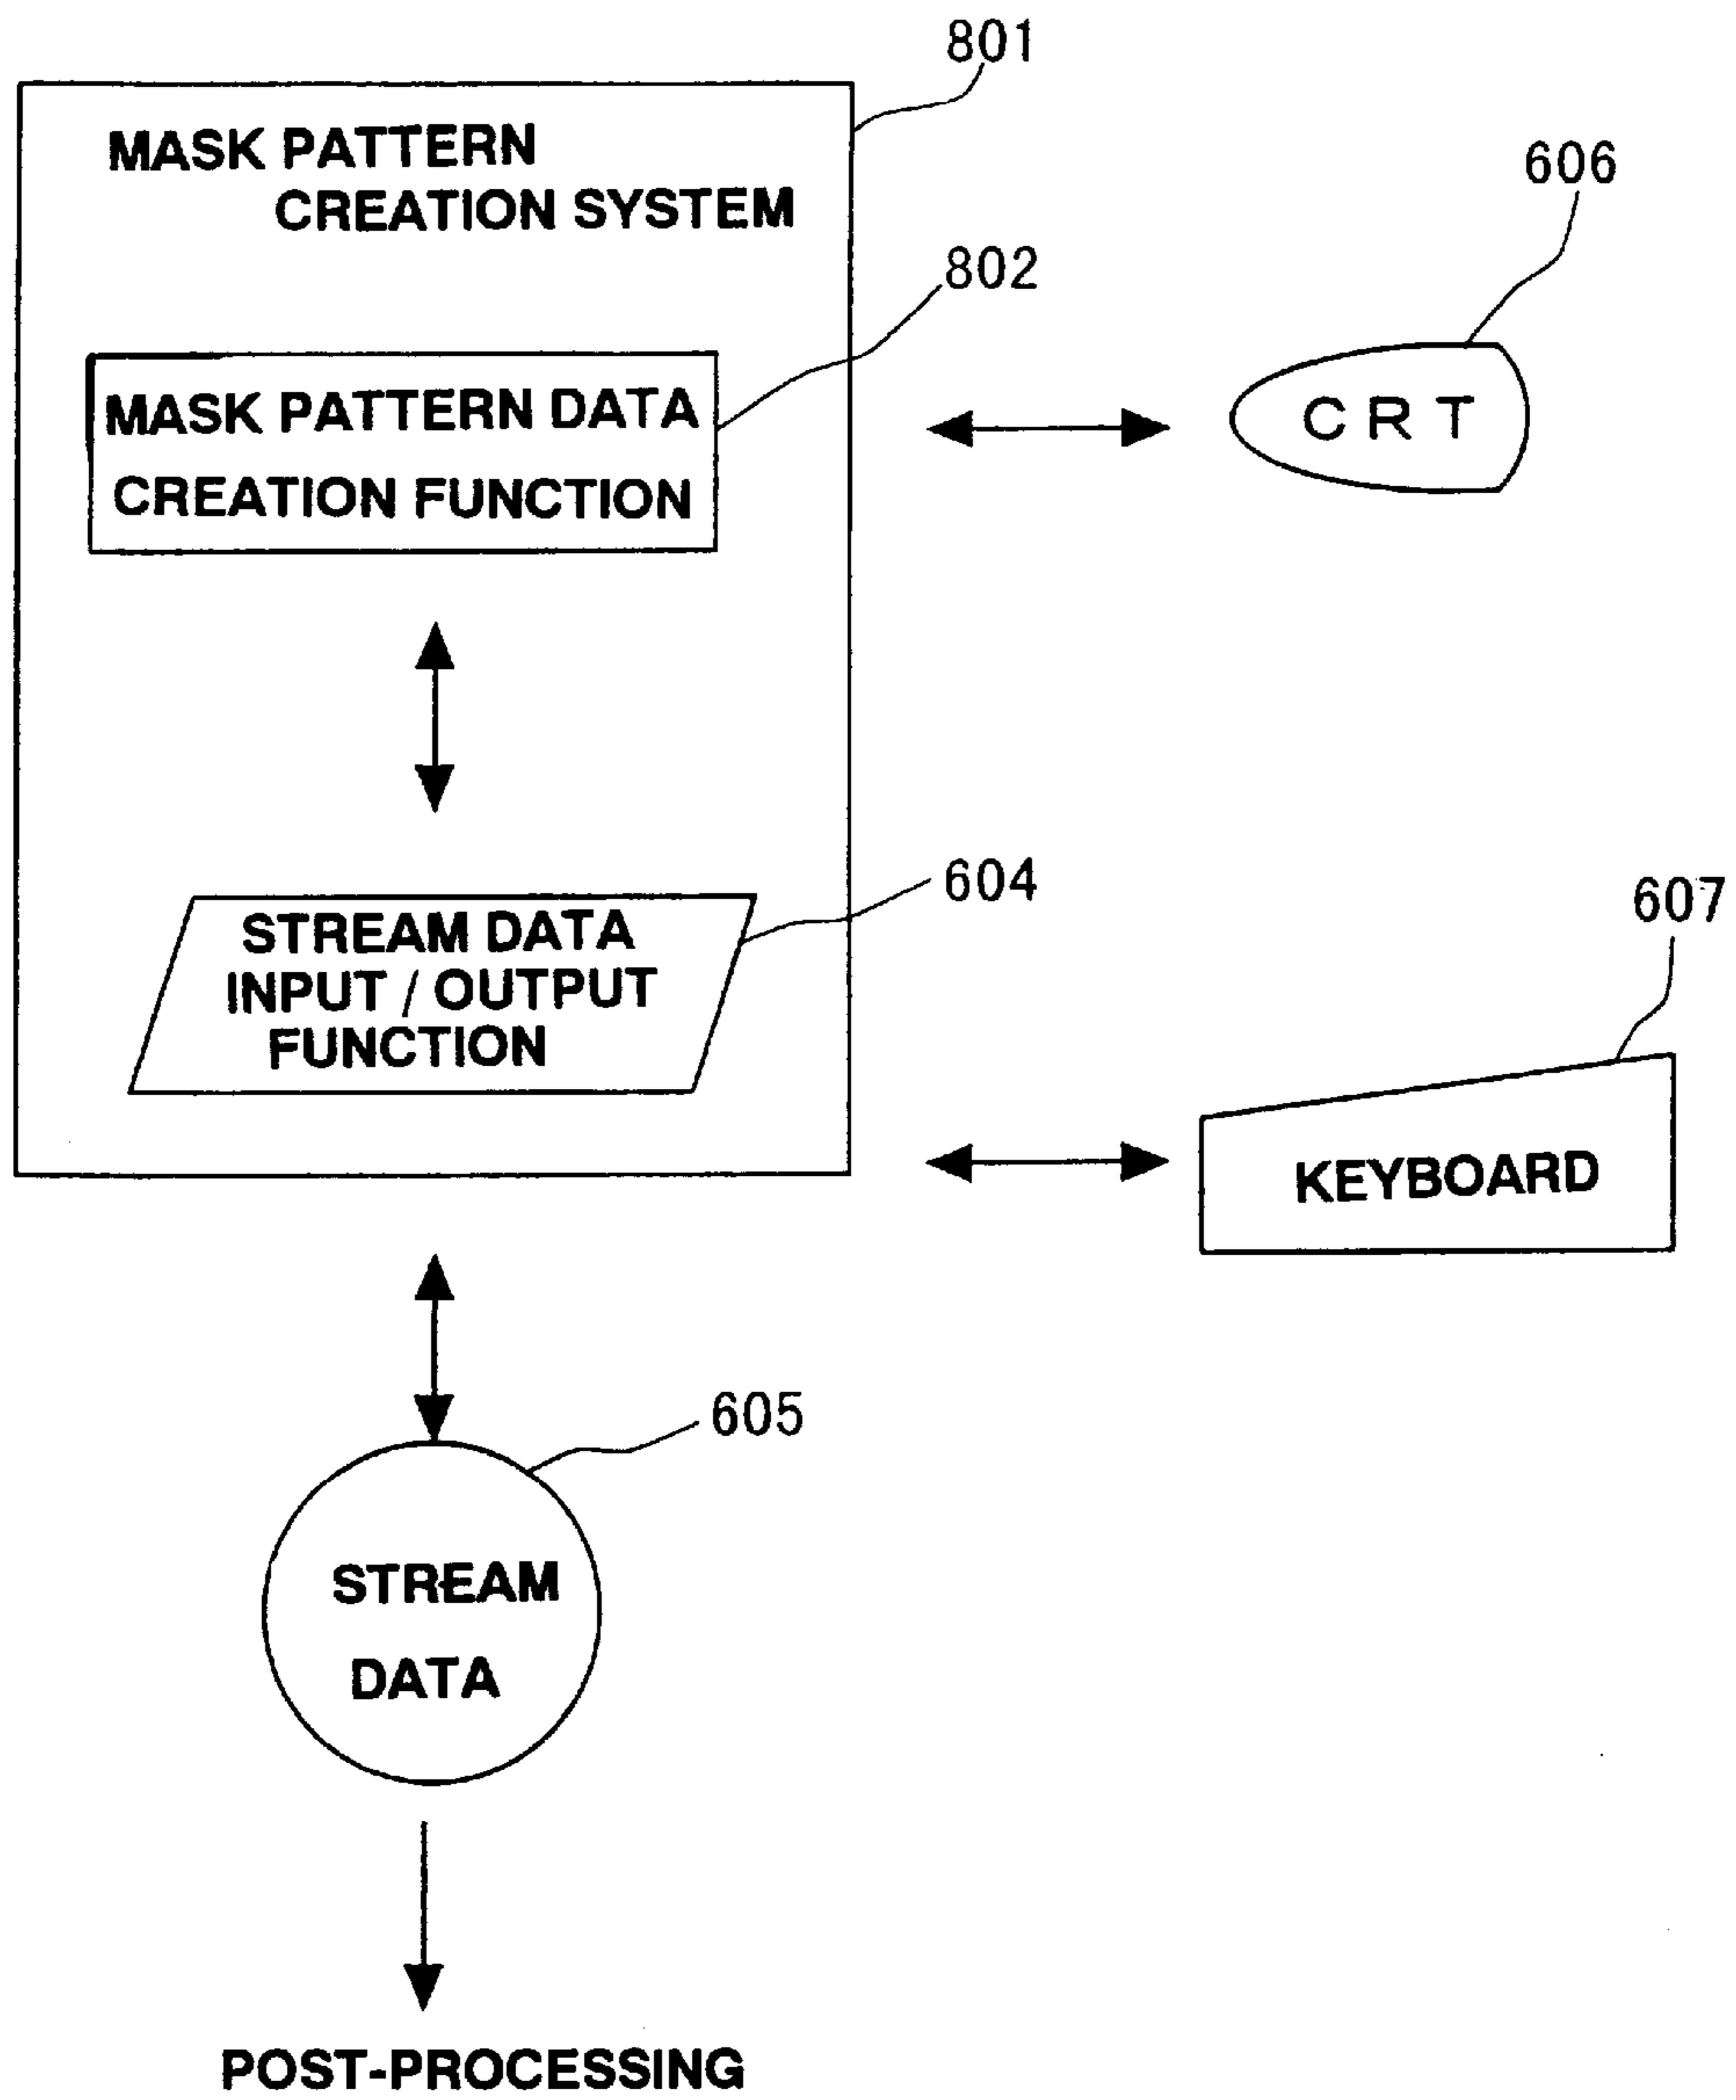 801
MASK PATTERN
CREATION SYSTEM
606
802
MASK PATTERN DATA
CREATION FUNCTION
CRT
604
STREAM DATA
INPUT / OUTPUT
FUNCTION
607
KEYBOARD
605
STREAM
DATA
POST-PROCESSING